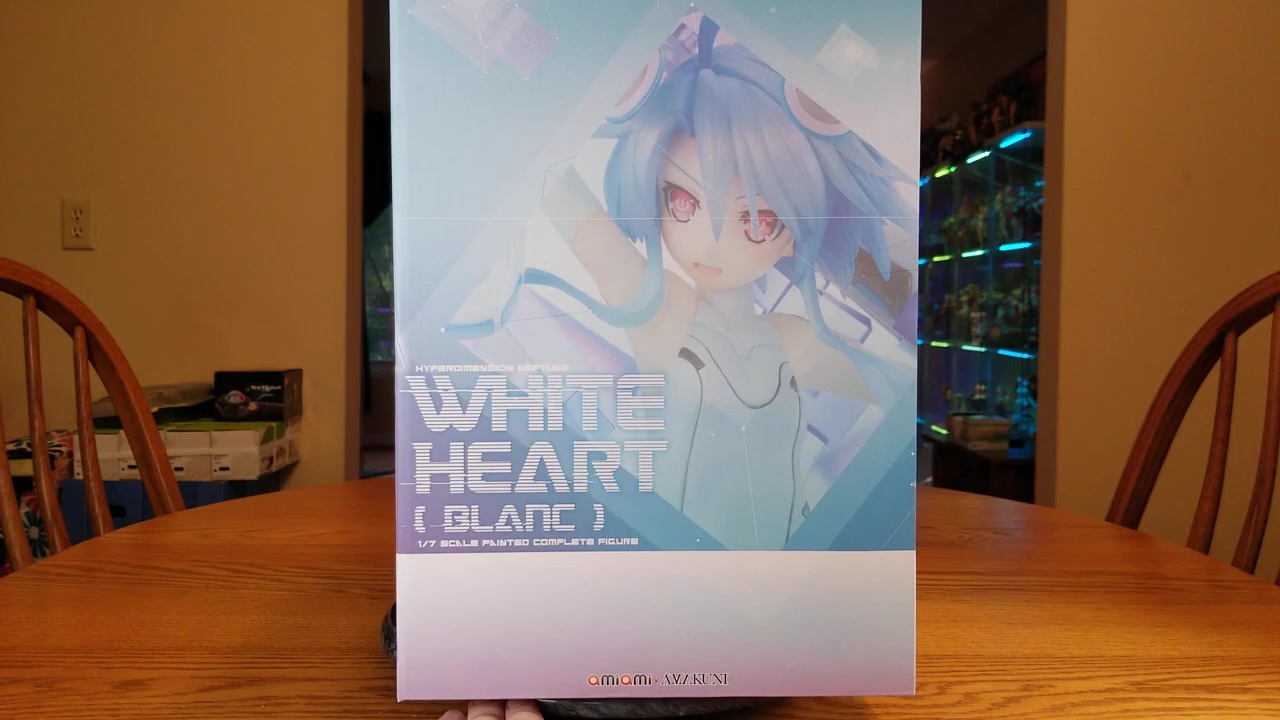 HYPERDIMENSION NEPTUNE
WHITE
HEART
( BLANC )
1/7 SCALE PAINTED COMPLETE FIGURE
amiami×AMAKUNI